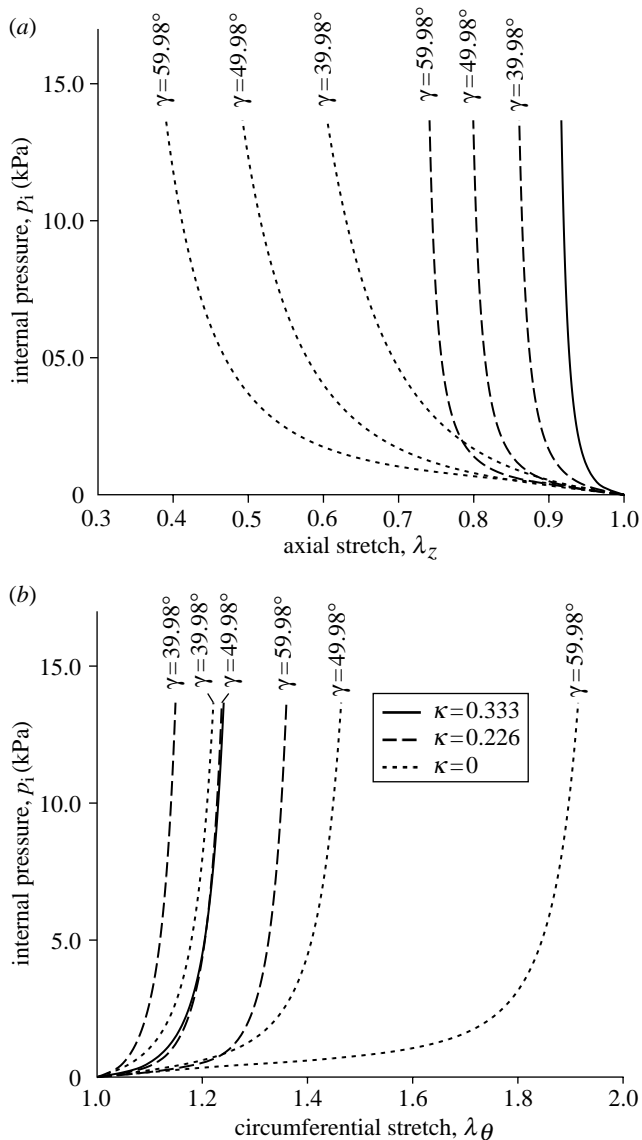 (a)
γ=59.98°
γ=49.98°
γ=39.98°
γ=59.98°
γ=49.98°
γ=39.98°
15.0
10.0
05.0
0
internal pressure, pi (kPa)
0.3 0.4 0.5 0.6 0.7 0.8 0.9 1.0
axial stretch, λz
(b)
γ=39.98°
γ=39.98°
γ=49.98°
γ=59.98°
γ=49.98°
γ=59.98°
15.0
10.0
5.0
0
internal pressure, pi (kPa)
κ=0.333
κ=0.226
κ=0
1.0 1.2 1.4 1.6 1.8 2.0
circumferential stretch, λθ